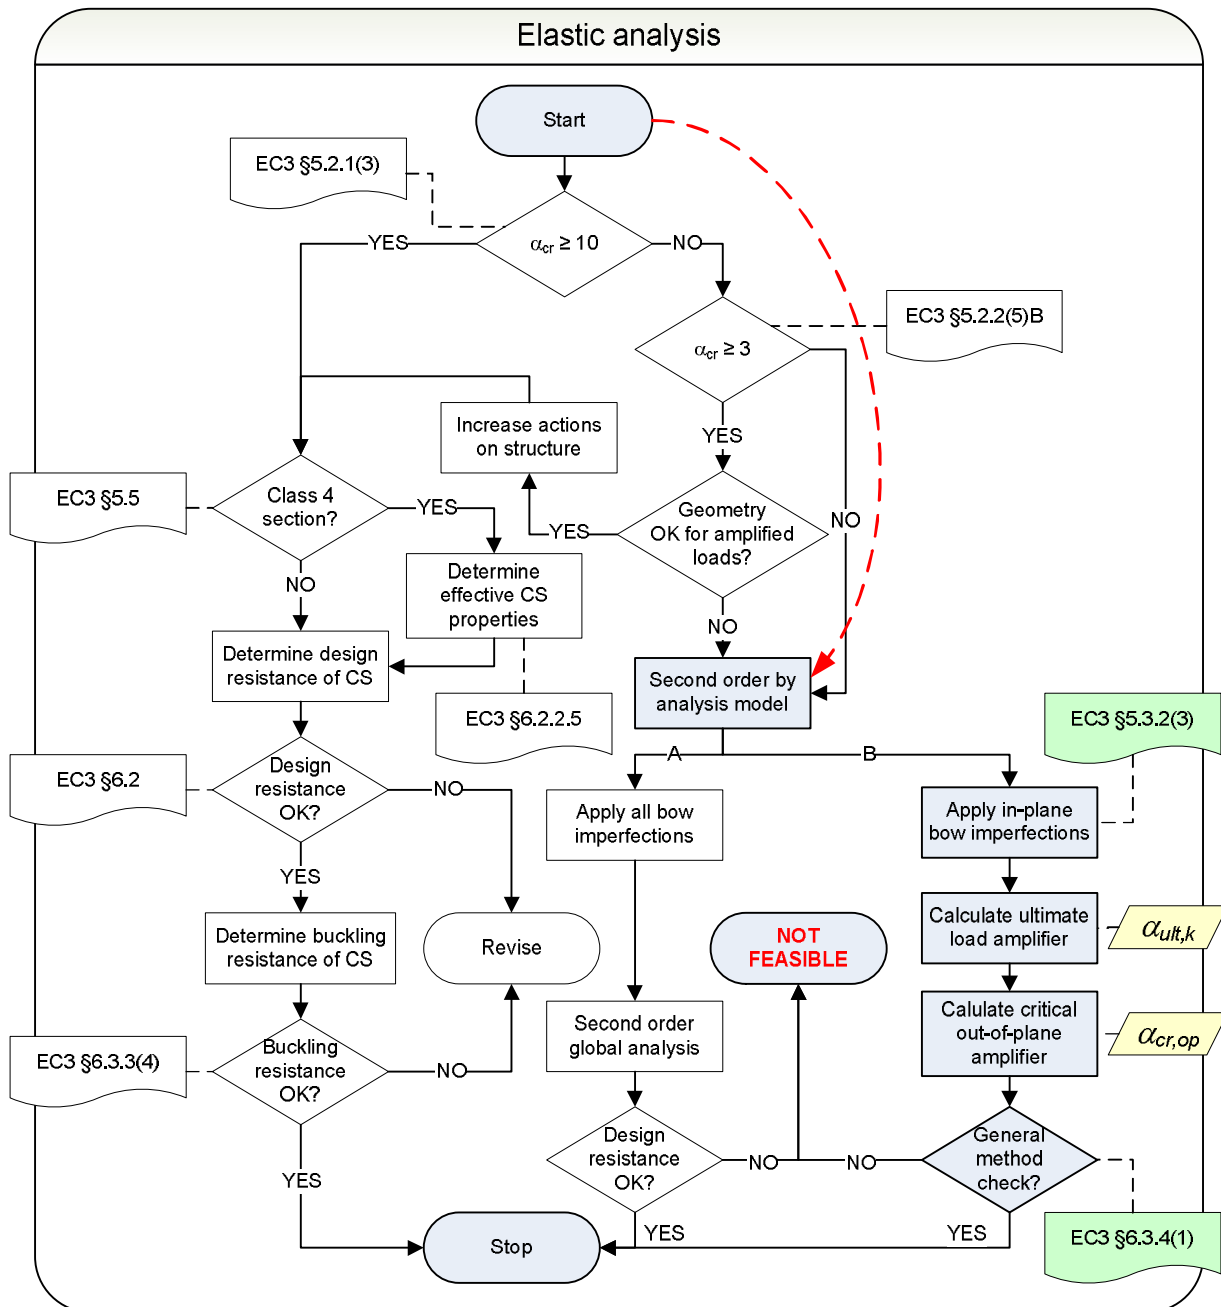 Elastic analysis
Start
EC3 §5.2.1(3)
αcr ≥ 10
YES
NO
EC3 §5.2.2(5)B
αcr ≥ 3
Increase actions
on structure
YES
NO
EC3 §5.5
Class 4
section?
YES
YES
Geometry
OK for amplified
loads?
NO
Determine
effective CS
properties
NO
Determine design
resistance of CS
Second order by
analysis model
EC3 §6.2.2.5
EC3 §5.3.2(3)
A
B
EC3 §6.2
Design
resistance
OK?
NO
Apply all bow
imperfections
Apply in-plane
bow imperfections
YES
Determine buckling
resistance of CS
Revise
NOT
FEASIBLE
Calculate ultimate
load amplifier
αult,k
Second order
global analysis
Calulate critical
out-of-plane
amplifier
αcr,op
EC3 §6.3.3(4)
Buckling
resistance
OK?
NO
YES
Design
resistance
OK?
NO
NO
General
method
check?
YES
YES
Stop
EC3 §6.3.4(1)